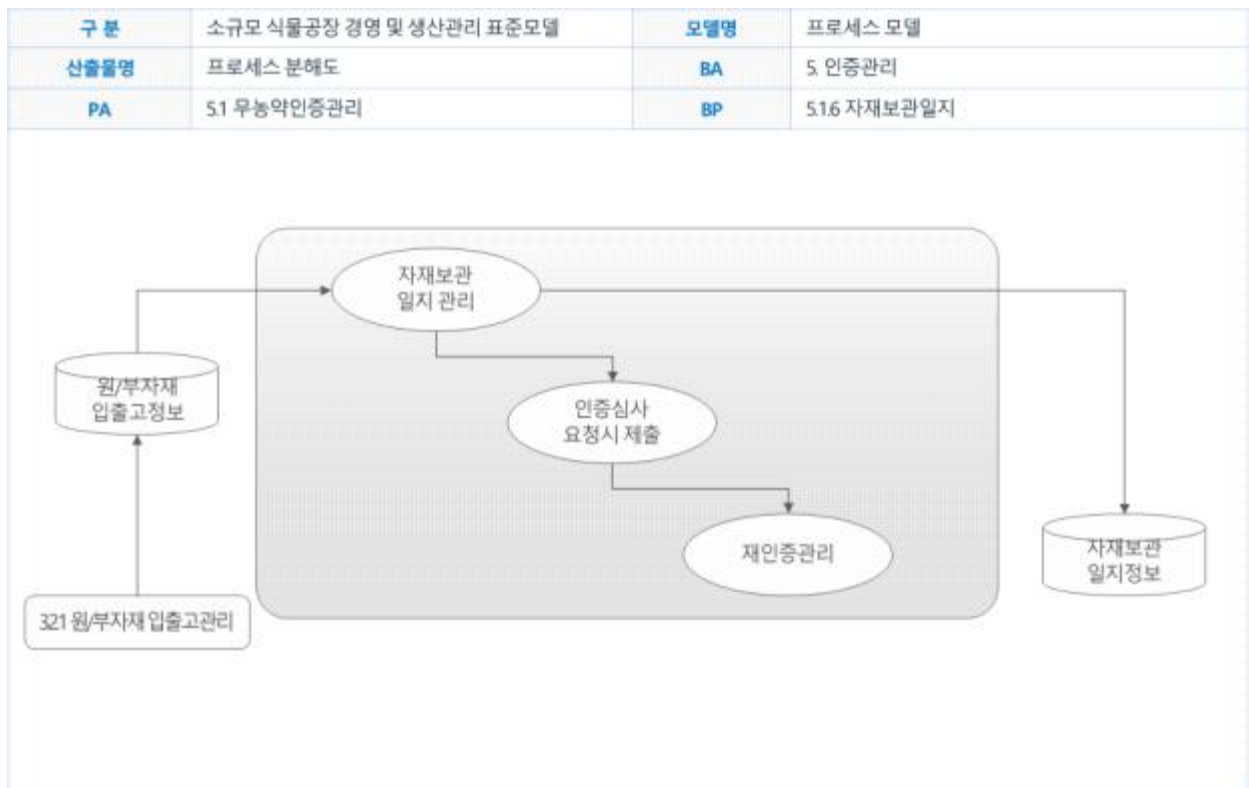 구 분 소규모 식물공장 경영 및 생산관리 표준모델 모델명 프로세스 모델
산출물명 프로세스 분해도 BA 5. 인증관리
PA 5.1 무농약인증관리 BP 5.1.6 자재보관일지
자재보관
일지 관리
원/부자재
입출고정보
인증심사
요청시 제출
재인증관리
자재보관
일지정보
321 원/부자재 입출고관리